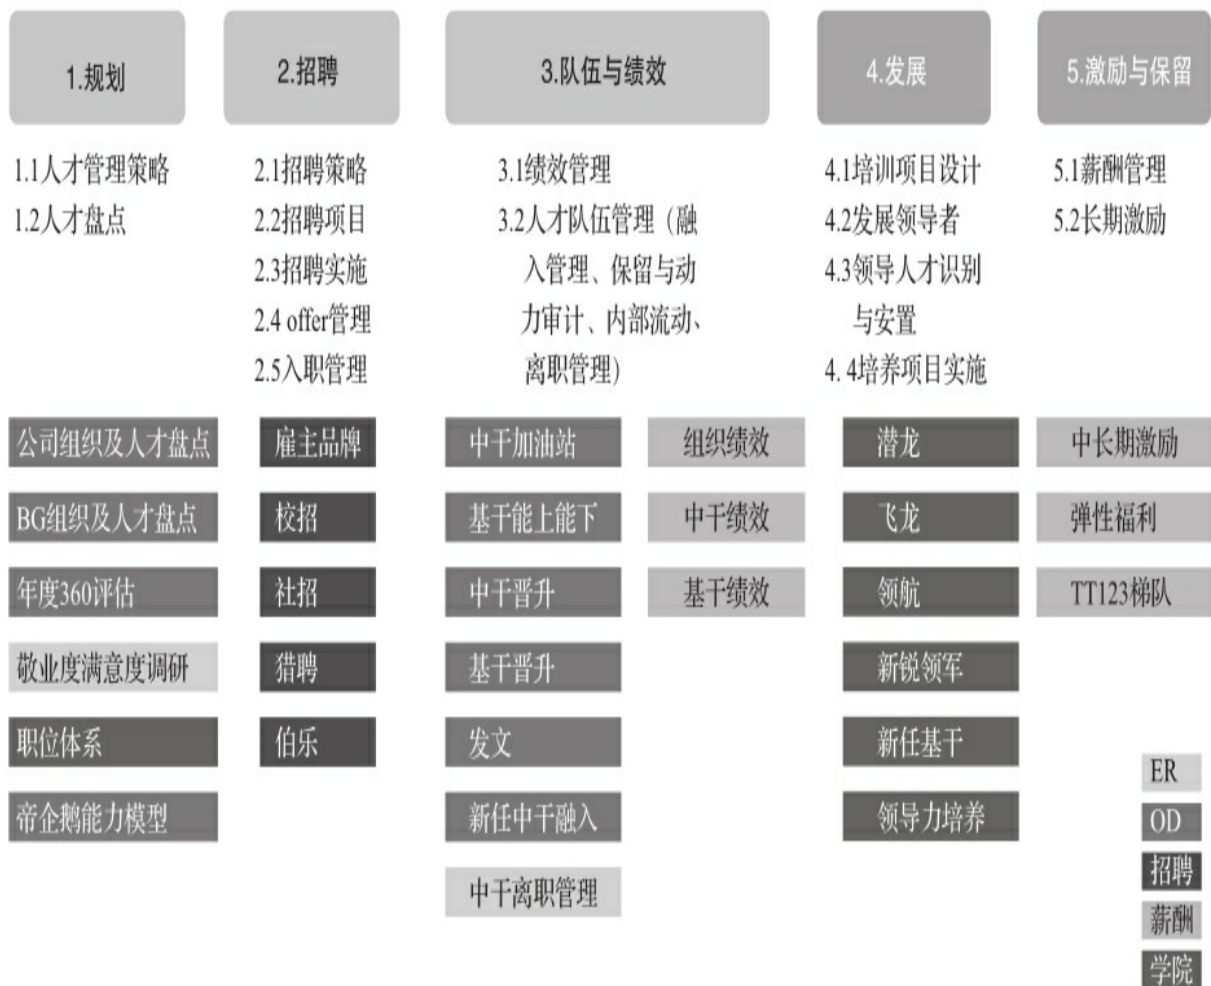 1.规划
2.招聘
3.队伍与绩效
4.发展
5.激励与保留
1.1人才管理策略
1.2人才盘点
2.1招聘策略
2.2招聘项目
2.3招聘实施
2.4 offer管理
2.5入职管理
3.1绩效管理
3.2人才队伍管理（融
入管理、保留与动
力审计、内部流动、
离职管理）
4.1培训项目设计
4.2发展领导者
4.3领导人才识别
与安置
4. 4培养项目实施
5.1薪酬管理
5.2长期激励
公司组织及人才盘点
BG组织及人才盘点
年度360评估
敬业度满意度调研
职位体系
帝企鹅能力模型
雇主品牌
校招
社招
猎聘
伯乐
中干加油站
基干能上能下
中干晋升
基干晋升
发文
新任中干融入
中干离职管理
组织绩效
中干绩效
基干绩效
潜龙
飞龙
领航
新锐领军
新任基干
领导力培养
中长期激励
弹性福利
TT123梯队
ER
OD
招聘
薪酬
学院